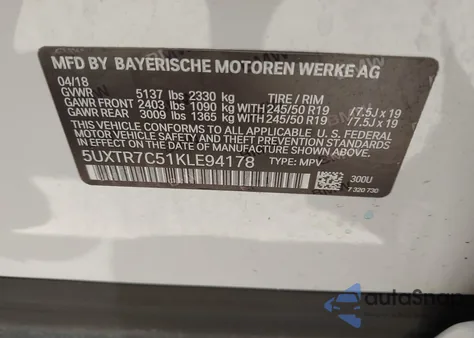 MFD BY BAYERISCHE MOTOREN WERKE AG
04/18
GVWR 5137 lbs 2330 kg TIRE / RIM
GAWR FRONT 2403 lbs 1090 kg WITH 245/50 R19 /7.5J x 19
GAWR REAR 3009 lbs 1365 kg WITH 245/50 R19 /7.5J x 19
THIS VEHICLE CONFORMS TO ALL APPLICABLE U. S. FEDERAL
MOTOR VEHICLE SAFETY STANDARDS IN EFFECT ON THE
DATE OF MANUFACTURE SHOWN ABOVE.
5UXTR7C51KLE94178 TYPE: MPV
300U
7 320 730
autoSnap